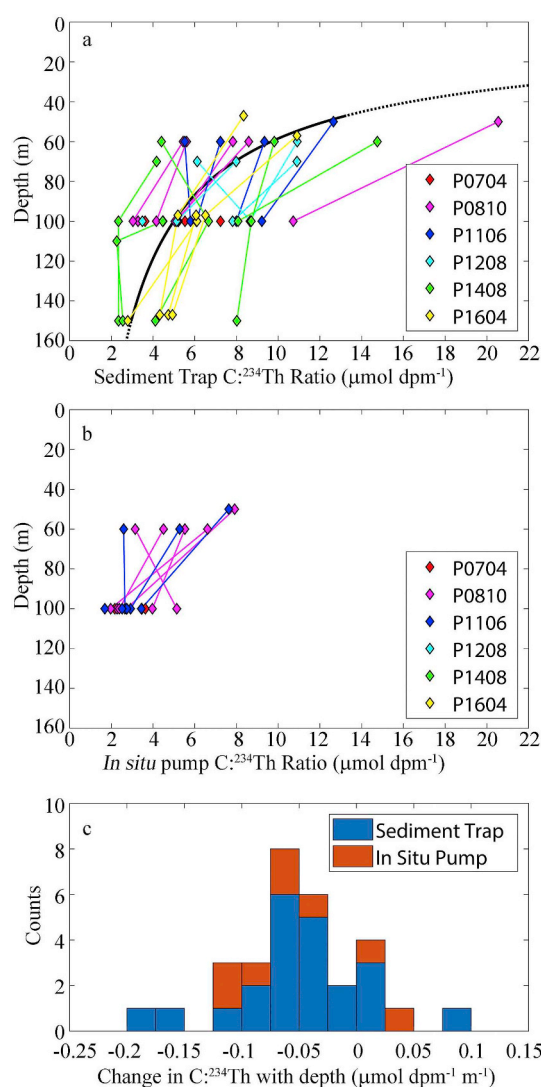 a
0
20
40
60
80
100
120
140
160
Depth (m)
P0704
P0810
P1106
P1208
P1408
P1604
0 2 4 6 8 10 12 14 16 18 20 22
Sediment Trap C:²³⁴Th Ratio (μmol dpm⁻¹)
b
0
20
40
60
80
100
120
140
160
Depth (m)
P0704
P0810
P1106
P1208
P1408
P1604
0 2 4 6 8 10 12 14 16 18 20 22
In situ pump C:²³⁴Th Ratio (μmol dpm⁻¹)
c
10
8
6
4
2
0
Counts
Sediment Trap
In Situ Pump
-0.25 -0.2 -0.15 -0.1 -0.05 0 0.05 0.1 0.15
Change in C:²³⁴Th with depth (μmol dpm⁻¹ m⁻¹)